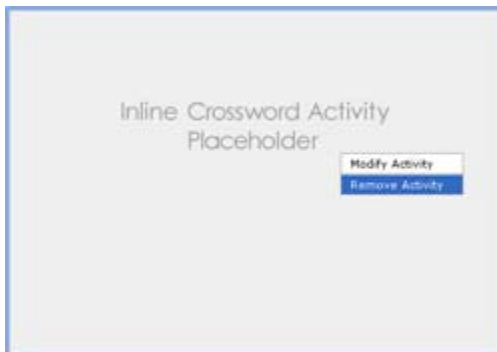 Inline Crossword Activity
Placeholder
Modify Activity
Remove Activity